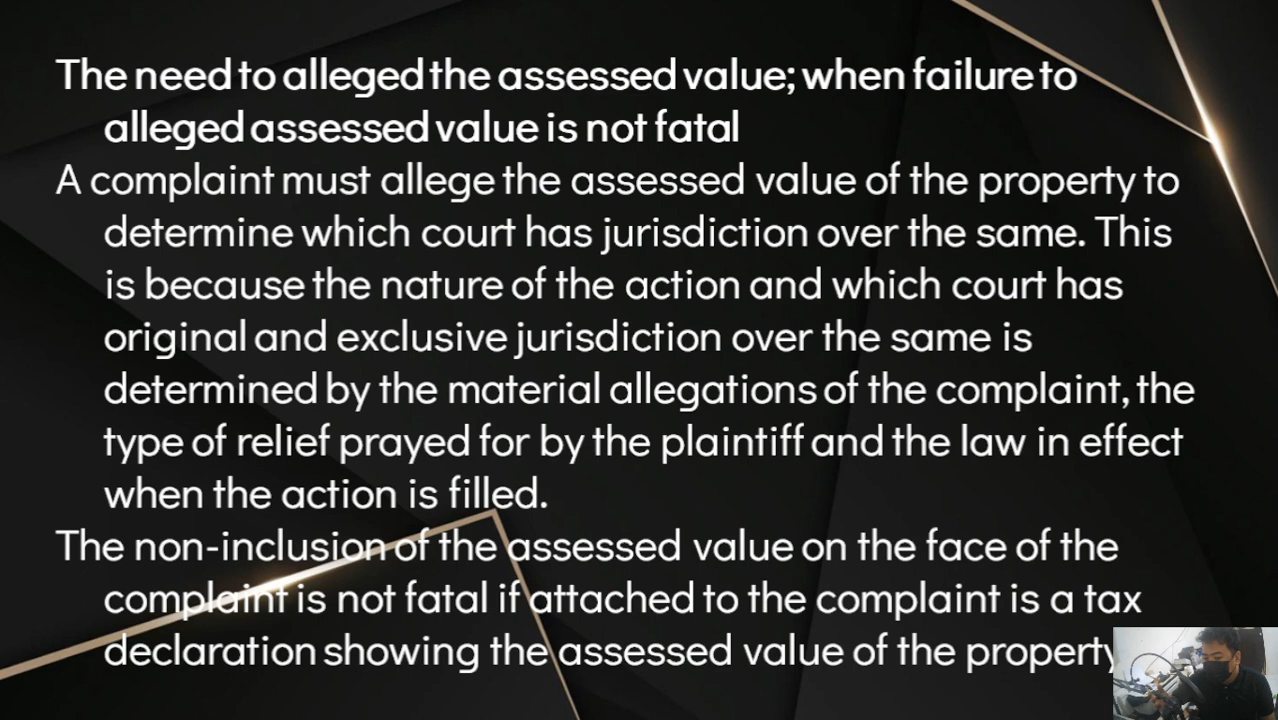 The need to alleged the assessed value; when failure to
alleged assessed value is not fatal
A complaint must allege the assessed value of the property to
determine which court has jurisdiction over the same. This
is because the nature of the action and which court has
original and exclusive jurisdiction over the same is
determined by the material allegations of the complaint, the
type of relief prayed for by the plaintiff and the law in effect
when the action is filled.
The non-inclusion of the assessed value on the face of the
complaint is not fatal if attached to the complaint is a tax
declaration showing the assessed value of the property